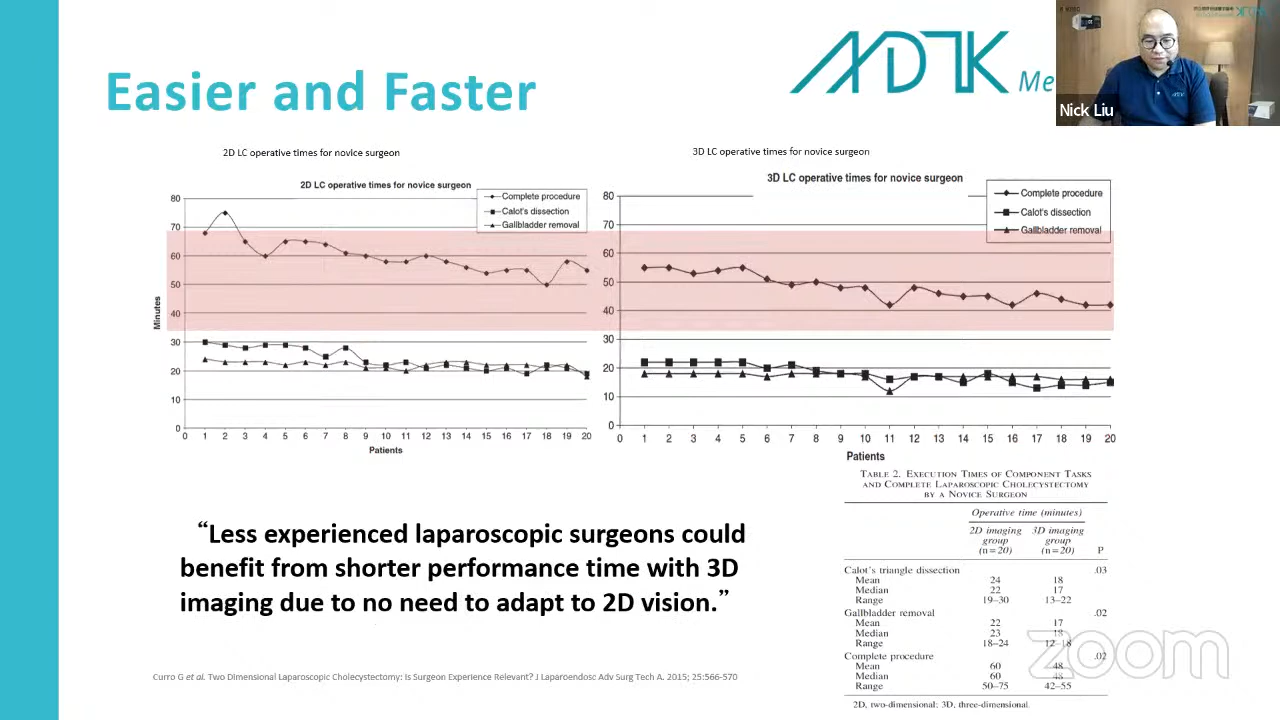 Easier and Faster
ADTK Me
Nick Liu
2D LC operative times for novice surgeon
3D LC operative times for novice surgeon
2D LC operative times for novice surgeon
Complete procedure
Calot's dissection
Gallbladder removal
80
70
60
50
40
30
20
10
0
Minutes
0 1 2 3 4 5 6 7 8 9 10 11 12 13 14 15 16 17 18 19 20
Patients
3D LC operative times for novice surgeon
Complete procedure
Calot's dissection
Gallbladder removal
80
70
60
50
40
30
20
10
0
0 1 2 3 4 5 6 7 8 9 10 11 12 13 14 15 16 17 18 19 20
Patients
“Less experienced laparoscopic surgeons could
benefit from shorter performance time with 3D
imaging due to no need to adapt to 2D vision.”
Table 2. Execution Times of Component Tasks
and Complete Laparoscopic Cholecystectomy
by a Novice Surgeon
Operative time (minutes)
2D imaging group (n=20) 3D imaging group (n=20) P
Calot's triangle dissection .03
Mean 24 18
Median 22 17
Range 19–30 13–22
Gallbladder removal .02
Mean 22 17
Median 23 18
Range 18–24 12–18
Complete procedure .02
Mean 60 48
Median 60 48
Range 50–75 42–55
2D, two-dimensional; 3D, three-dimensional.
Curro G et al. Two Dimensional Laparoscopic Cholecystectomy: Is Surgeon Experience Relevant? J Laparoendosc Adv Surg Tech A. 2015; 25:566-570
zoom